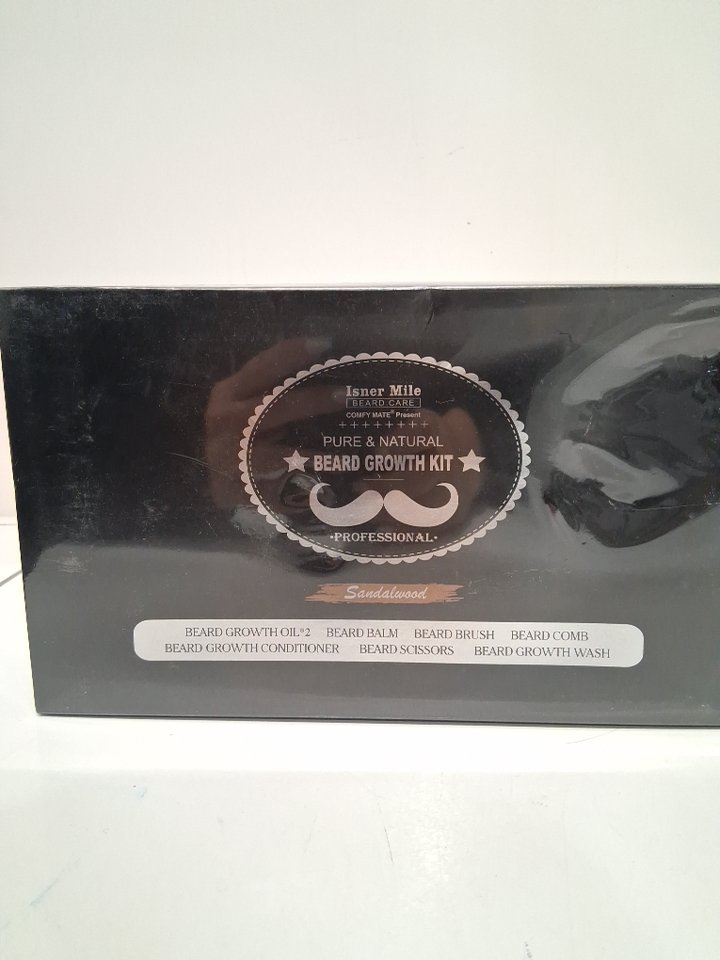 Isner Mile
BEARD CARE
COMFY MATE® Present
PURE & NATURAL
BEARD GROWTH KIT
·PROFESSIONAL·
Sandalwood
BEARD GROWTH OIL*2 BEARD BALM BEARD BRUSH BEARD COMB
BEARD GROWTH CONDITIONER BEARD SCISSORS BEARD GROWTH WASH